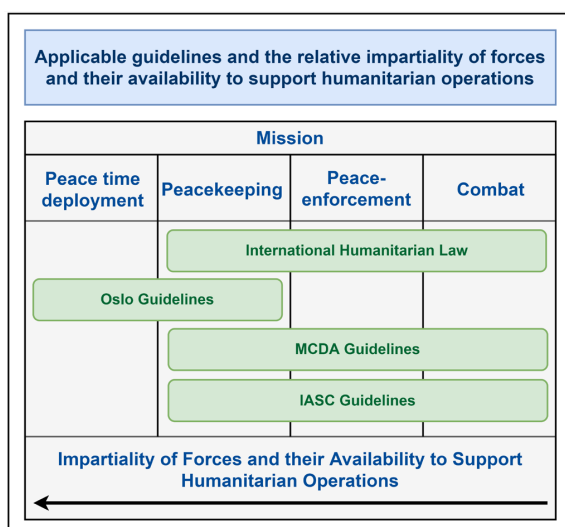 Applicable guidelines and the relative impartiality of forces
and their availability to support humanitarian operations
Mission
Peace time
deployment
Peacekeeping
Peace-
enforcement
Combat
International Humanitarian Law
Oslo Guidelines
MCDA Guidelines
IASC Guidelines
Impartiality of Forces and their Availability to Support
Humanitarian Operations